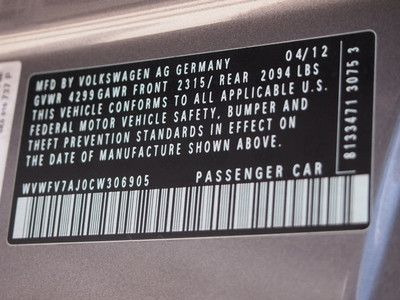 MFD BY VOLKSWAGEN AG GERMANY 04/12
GVWR 4299 GAWR FRONT 2315/ REAR 2094 LBS
THIS VEHICLE CONFORMS TO ALL APPLICABLE U.S.
FEDERAL MOTOR VEHICLE SAFETY, BUMPER AND
THEFT PREVENTION STANDARDS IN EFFECT ON
THE DATE OF MANUFACTURE SHOWN ABOVE.
WVWFV7AJ0CW306905 PASSENGER CAR
8133471 3075 3